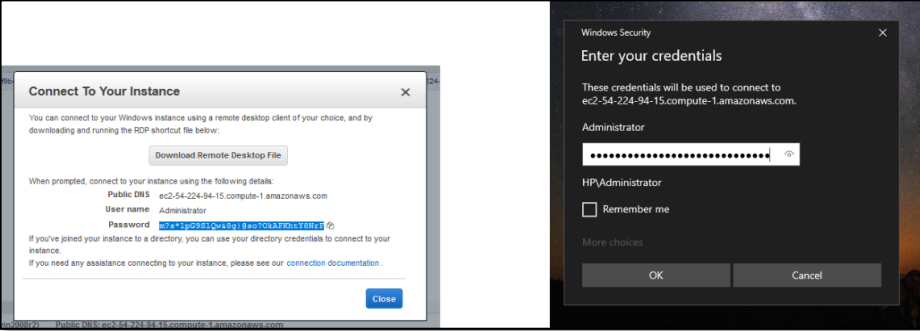 Connect To Your Instance
You can connect to your Windows instance using a remote desktop client of your choice, and by
downloading and running the RDP shortcut file below:
Download Remote Desktop File
When prompted, connect to your instance using the following details:
Public DNS ec2-54-224-94-15.compute-1.amazonaws.com
User name Administrator
Password
If you've joined your instance to a directory, you can use your directory credentials to connect to your
instance.
If you need any assistance connecting to your instance, please see our connection documentation.
Close
Public DNS: ec2-54-224-94-15.compute-1.amazonaws.com
Windows Security
Enter your credentials
These credentials will be used to connect to
ec2-54-224-94-15.compute-1.amazonaws.com.
Administrator
HP\Administrator
Remember me
More choices
OK Cancel